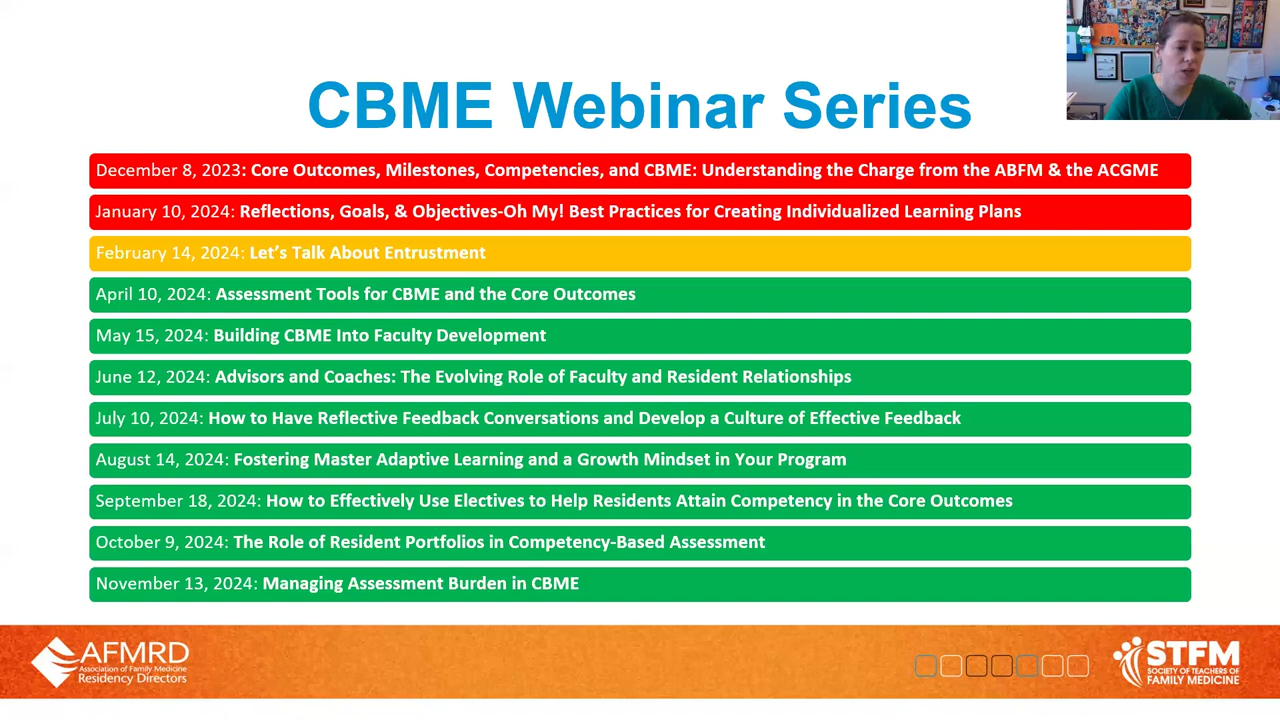 CBME Webinar Series
December 8, 2023: Core Outcomes, Milestones, Competencies, and CBME: Understanding the Charge from the ABFM & the ACGME
January 10, 2024: Reflections, Goals, & Objectives-Oh My! Best Practices for Creating Individualized Learning Plans
February 14, 2024: Let's Talk About Entrustment
April 10, 2024: Assessment Tools for CBME and the Core Outcomes
May 15, 2024: Building CBME Into Faculty Development
June 12, 2024: Advisors and Coaches: The Evolving Role of Faculty and Resident Relationships
July 10, 2024: How to Have Reflective Feedback Conversations and Develop a Culture of Effective Feedback
August 14, 2024: Fostering Master Adaptive Learning and a Growth Mindset in Your Program
September 18, 2024: How to Effectively Use Electives to Help Residents Attain Competency in the Core Outcomes
October 9, 2024: The Role of Resident Portfolios in Competency-Based Assessment
November 13, 2024: Managing Assessment Burden in CBME
AFMRD
Association of Family Medicine
Residency Directors
STFM
SOCIETY OF TEACHERS OF
FAMILY MEDICINE